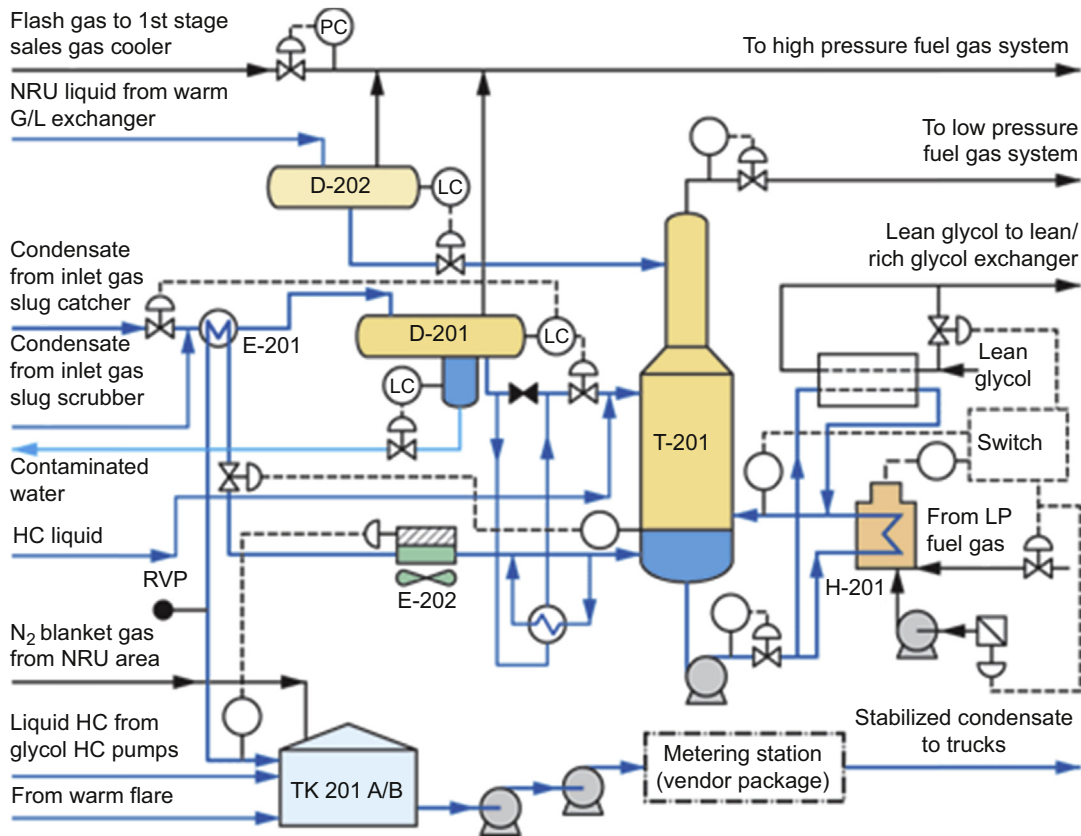 Flash gas to 1st stage
sales gas cooler
PC
To high pressure fuel gas system
NRU liquid from warm
G/L exchanger
To low pressure
fuel gas system
D-202
LC
Lean glycol to lean/
rich glycol exchanger
Condensate
from inlet gas
slug catcher
E-201
D-201
LC
Lean
glycol
Condensate
from inlet gas
slug scrubber
LC
T-201
Switch
Contaminated
water
From LP
fuel gas
HC liquid
H-201
RVP
E-202
N2 blanket gas
from NRU area
Liquid HC from
glycol HC pumps
Stabilized condensate
to trucks
Metering station
(vendor package)
TK 201 A/B
From warm flare